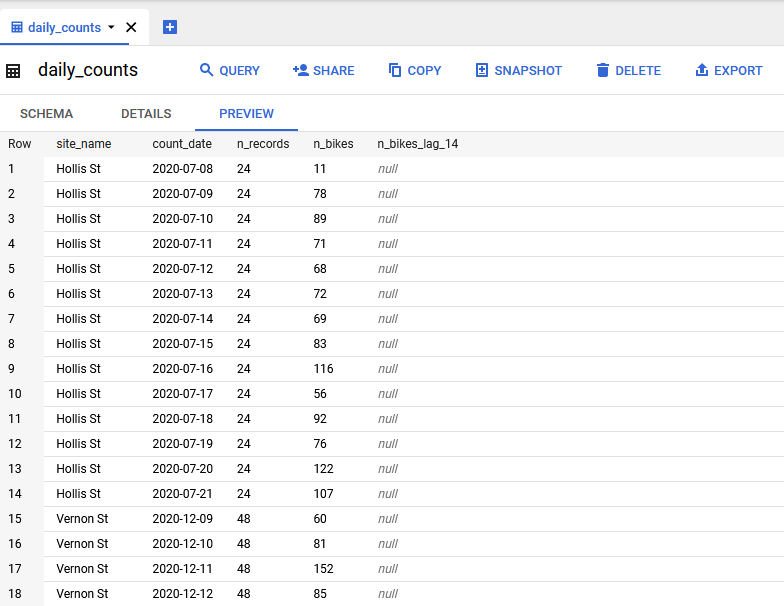 daily_counts
daily_counts QUERY SHARE COPY SNAPSHOT DELETE EXPORT
SCHEMA DETAILS PREVIEW
Row site_name count_date n_records n_bikes n_bikes_lag_14
1 Hollis St 2020-07-08 24 11 null
2 Hollis St 2020-07-09 24 78 null
3 Hollis St 2020-07-10 24 89 null
4 Hollis St 2020-07-11 24 71 null
5 Hollis St 2020-07-12 24 68 null
6 Hollis St 2020-07-13 24 72 null
7 Hollis St 2020-07-14 24 69 null
8 Hollis St 2020-07-15 24 83 null
9 Hollis St 2020-07-16 24 116 null
10 Hollis St 2020-07-17 24 56 null
11 Hollis St 2020-07-18 24 92 null
12 Hollis St 2020-07-19 24 76 null
13 Hollis St 2020-07-20 24 122 null
14 Hollis St 2020-07-21 24 107 null
15 Vernon St 2020-12-09 48 60 null
16 Vernon St 2020-12-10 48 81 null
17 Vernon St 2020-12-11 48 152 null
18 Vernon St 2020-12-12 48 85 null